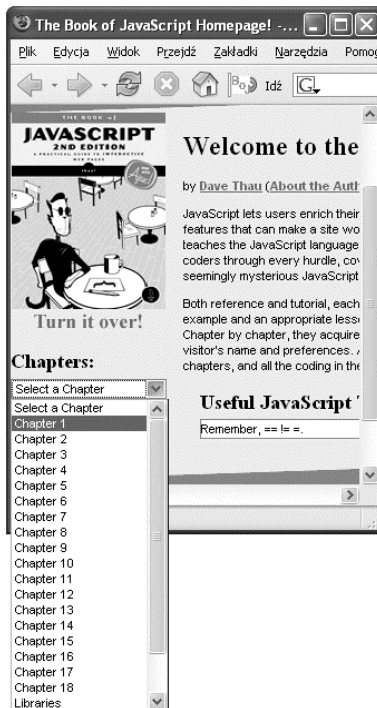 The Book of JavaScript Homepage! -...
Plik Edycja Widok Przejdź Zakładki Narzędzia Pomoc
Idź G
THE BOOK of
JAVASCRIPT
2ND EDITION
A PRACTICAL GUIDE TO INTERACTIVE
WEB PAGES
thau!
Turn it over!
Chapters:
Select a Chapter
Select a Chapter
Chapter 1
Chapter 2
Chapter 3
Chapter 4
Chapter 5
Chapter 6
Chapter 7
Chapter 8
Chapter 9
Chapter 10
Chapter 11
Chapter 12
Chapter 13
Chapter 14
Chapter 15
Chapter 16
Chapter 17
Chapter 18
Libraries
Welcome to the
by Dave Thau (About the Auth
JavaScript lets users enrich their
features that can make a site wo
teaches the JavaScript language
coders through every hurdle, cov
seemingly mysterious JavaScript
Both reference and tutorial, each
example and an appropriate lesso
Chapter by chapter, they acquire
visitor's name and preferences.
chapters, and all the coding in the
Useful JavaScript T
Remember, == != =.